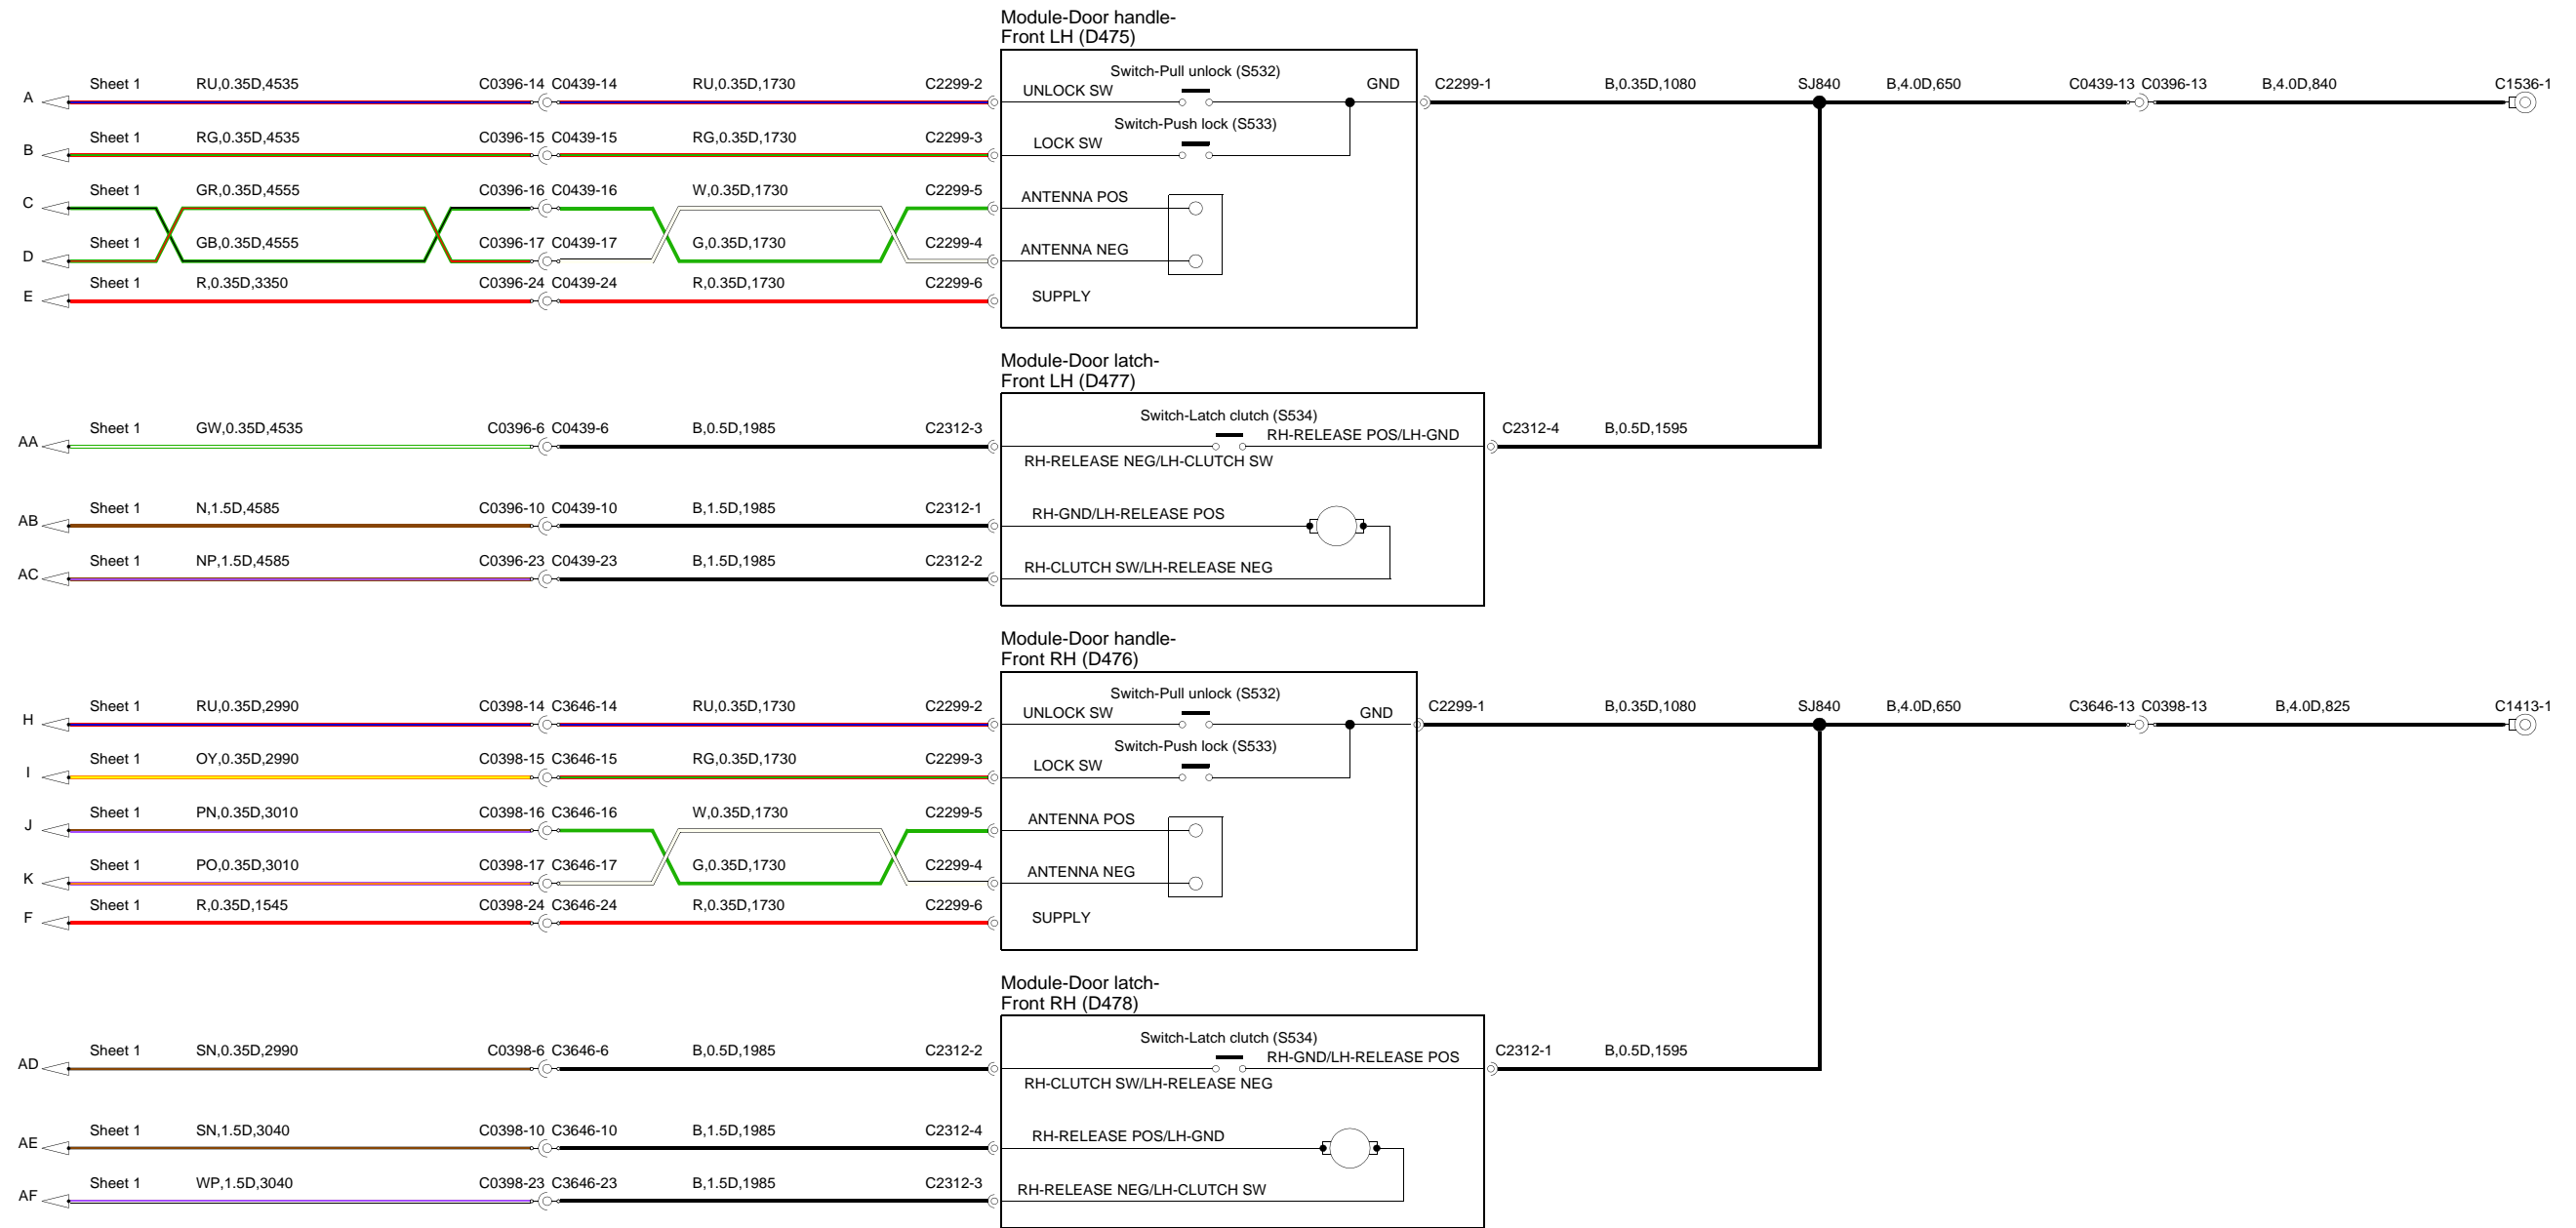 Module-Door handle-
Front LH (D475)
A Sheet 1 RU,0.35D,4535 C0396-14 C0439-14 RU,0.35D,1730 C2299-2 UNLOCK SW Switch-Pull unlock (S532) GND C2299-1 B,0.35D,1080 SJ840 B,4.0D,650 C0439-13 C0396-13 B,4.0D,840 C1536-1
B Sheet 1 RG,0.35D,4535 C0396-15 C0439-15 RG,0.35D,1730 C2299-3 LOCK SW Switch-Push lock (S533)
C Sheet 1 GR,0.35D,4555 C0396-16 C0439-16 W,0.35D,1730 C2299-5 ANTENNA POS
D Sheet 1 GB,0.35D,4555 C0396-17 C0439-17 G,0.35D,1730 C2299-4 ANTENNA NEG
E Sheet 1 R,0.35D,3350 C0396-24 C0439-24 R,0.35D,1730 C2299-6 SUPPLY
Module-Door latch-
Front LH (D477)
Switch-Latch clutch (S534)
AA Sheet 1 GW,0.35D,4535 C0396-6 C0439-6 B,0.5D,1985 C2312-3 RH-RELEASE POS/LH-GND C2312-4 B,0.5D,1595
RH-RELEASE NEG/LH-CLUTCH SW
AB Sheet 1 N,1.5D,4585 C0396-10 C0439-10 B,1.5D,1985 C2312-1 RH-GND/LH-RELEASE POS
AC Sheet 1 NP,1.5D,4585 C0396-23 C0439-23 B,1.5D,1985 C2312-2 RH-CLUTCH SW/LH-RELEASE NEG
Module-Door handle-
Front RH (D476)
H Sheet 1 RU,0.35D,2990 C0398-14 C3646-14 RU,0.35D,1730 C2299-2 UNLOCK SW Switch-Pull unlock (S532) GND C2299-1 B,0.35D,1080 SJ840 B,4.0D,650 C3646-13 C0398-13 B,4.0D,825 C1413-1
I Sheet 1 OY,0.35D,2990 C0398-15 C3646-15 RG,0.35D,1730 C2299-3 LOCK SW Switch-Push lock (S533)
J Sheet 1 PN,0.35D,3010 C0398-16 C3646-16 W,0.35D,1730 C2299-5 ANTENNA POS
K Sheet 1 PO,0.35D,3010 C0398-17 C3646-17 G,0.35D,1730 C2299-4 ANTENNA NEG
F Sheet 1 R,0.35D,1545 C0398-24 C3646-24 R,0.35D,1730 C2299-6 SUPPLY
Module-Door latch-
Front RH (D478)
Switch-Latch clutch (S534)
AD Sheet 1 SN,0.35D,2990 C0398-6 C3646-6 B,0.5D,1985 C2312-2 RH-GND/LH-RELEASE POS C2312-1 B,0.5D,1595
RH-CLUTCH SW/LH-RELEASE NEG
AE Sheet 1 SN,1.5D,3040 C0398-10 C3646-10 B,1.5D,1985 C2312-4 RH-RELEASE POS/LH-GND
AF Sheet 1 WP,1.5D,3040 C0398-23 C3646-23 B,1.5D,1985 C2312-3 RH-RELEASE NEG/LH-CLUTCH SW